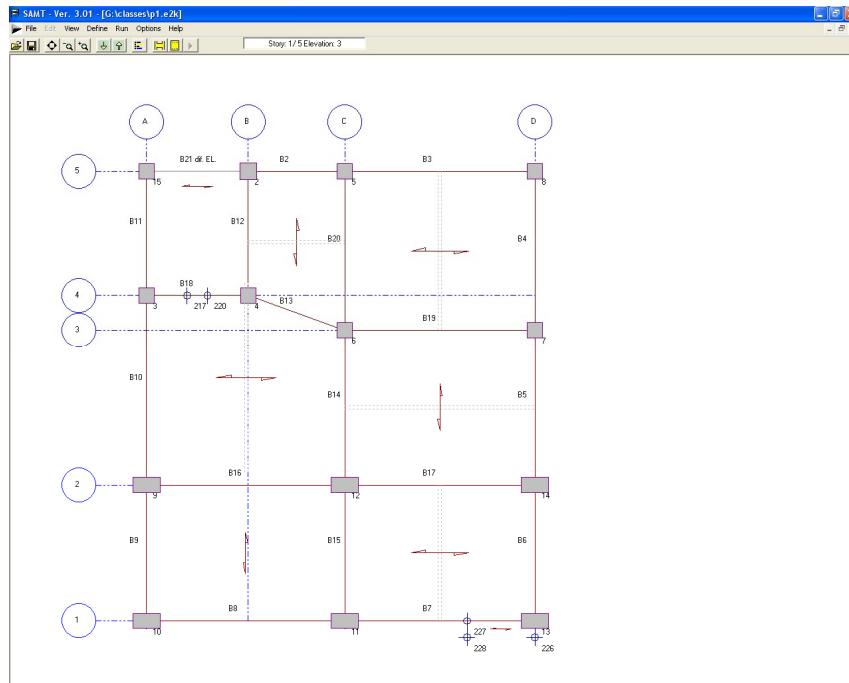 SAMT - Ver. 3.01 - [G:\classes\p1.e2k]
File Edit View Define Run Options Help
Story: 1/ 5 Elevation: 3
A B C D
B21 dif. EL. B2 B3
5
15 2 5 8
B11 B12 B20 B4
B18
4
3 217 220 4 B13
B19
3
6 7
B10 B14 B5
B16 B17
2
9 12 14
B9 B15 B6
B8 B7
1
10 11 227 13
228 226